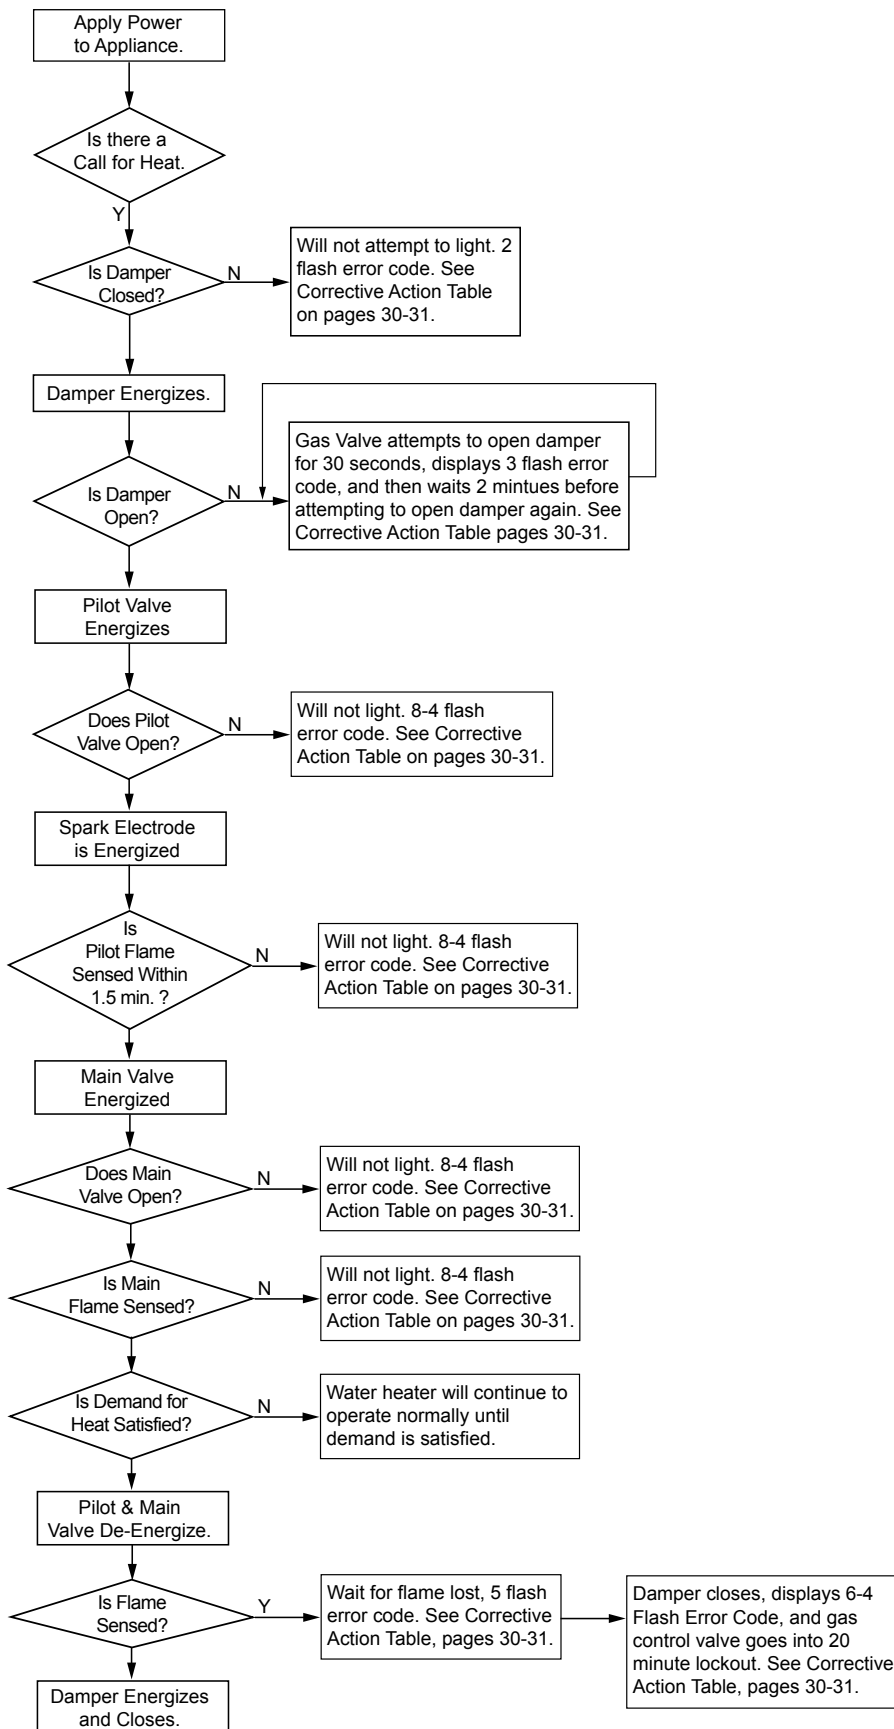 Apply Power
to Appliance.
Is there a
Call for Heat.
Y
Is Damper
Closed?
N
Will not attempt to light. 2
flash error code. See
Corrective Action Table
on pages 30-31.
Damper Energizes.
Is Damper
Open?
N
Gas Valve attempts to open damper
for 30 seconds, displays 3 flash error
code, and then waits 2 mintues before
attempting to open damper again. See
Corrective Action Table pages 30-31.
Pilot Valve
Energizes
Does Pilot
Valve Open?
N
Will not light. 8-4 flash
error code. See Corrective
Action Table on pages 30-31.
Spark Electrode
is Energized
Is
Pilot Flame
Sensed Within
1.5 min. ?
N
Will not light. 8-4 flash
error code. See Corrective
Action Table on pages 30-31.
Main Valve
Energized
Does Main
Valve Open?
N
Will not light. 8-4 flash
error code. See Corrective
Action Table on pages 30-31.
Is Main
Flame Sensed?
N
Will not light. 8-4 flash
error code. See Corrective
Action Table on pages 30-31.
Is Demand for
Heat Satisfied?
N
Water heater will continue to
operate normally until
demand is satisfied.
Pilot & Main
Valve De-Energize.
Is Flame
Sensed?
Y
Wait for flame lost, 5 flash
error code. See Corrective
Action Table, pages 30-31.
Damper closes, displays 6-4
Flash Error Code, and gas
control valve goes into 20
minute lockout. See Corrective
Action Table, pages 30-31.
Damper Energizes
and Closes.